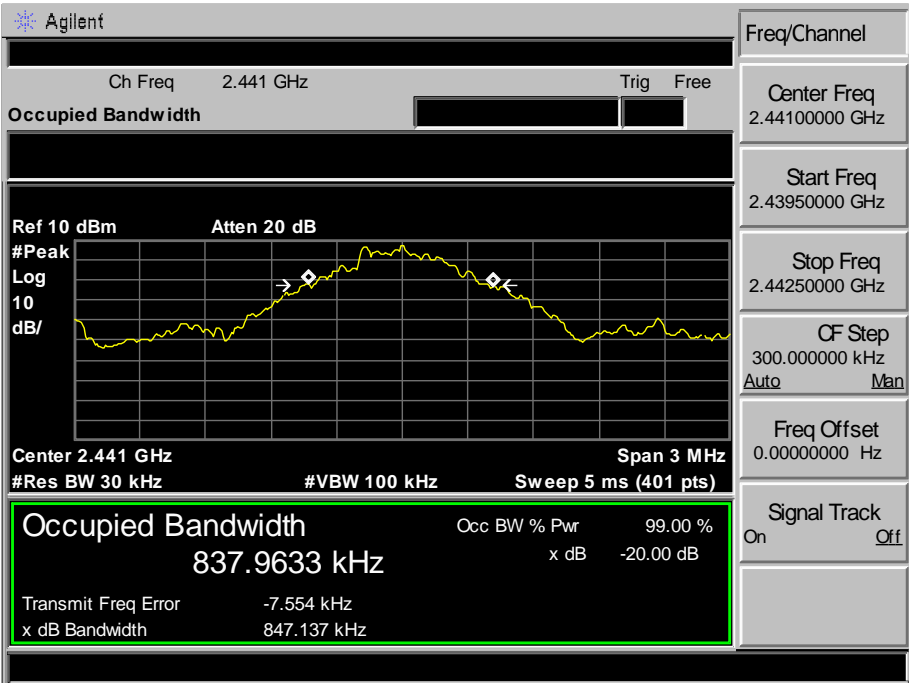 Agilent
Freq/Channel
Ch Freq 2.441 GHz Trig Free
Occupied Bandwidth
Center Freq
2.44100000 GHz
Start Freq
2.43950000 GHz
Ref 10 dBm Atten 20 dB
#Peak
Log
10
dB/
Stop Freq
2.44250000 GHz
CF Step
300.000000 kHz
Auto Man
Freq Offset
0.00000000 Hz
Center 2.441 GHz Span 3 MHz
#Res BW 30 kHz #VBW 100 kHz Sweep 5 ms (401 pts)
Signal Track
On Off
Occupied Bandwidth
837.9633 kHz
Occ BW % Pwr 99.00 %
x dB -20.00 dB
Transmit Freq Error -7.554 kHz
x dB Bandwidth 847.137 kHz